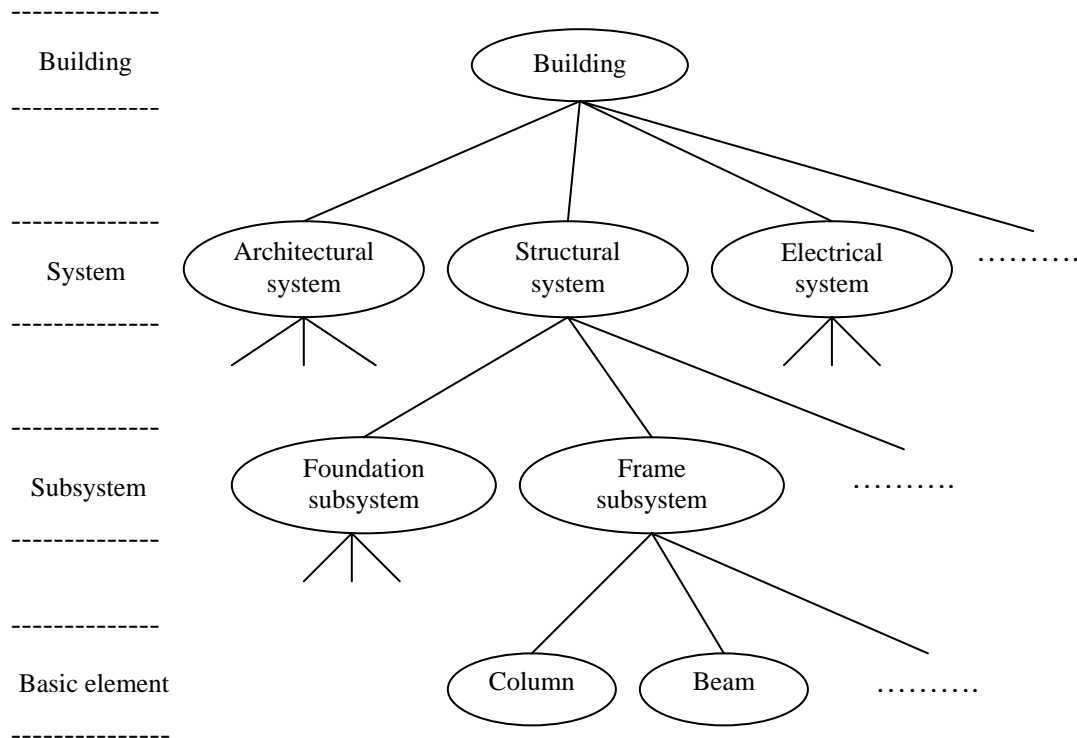 Building
Building
Architectural
system
Structural
system
Electrical
system
……….
System
Foundation
subsystem
Frame
subsystem
……….
Subsystem
Column
Beam
……….
Basic element